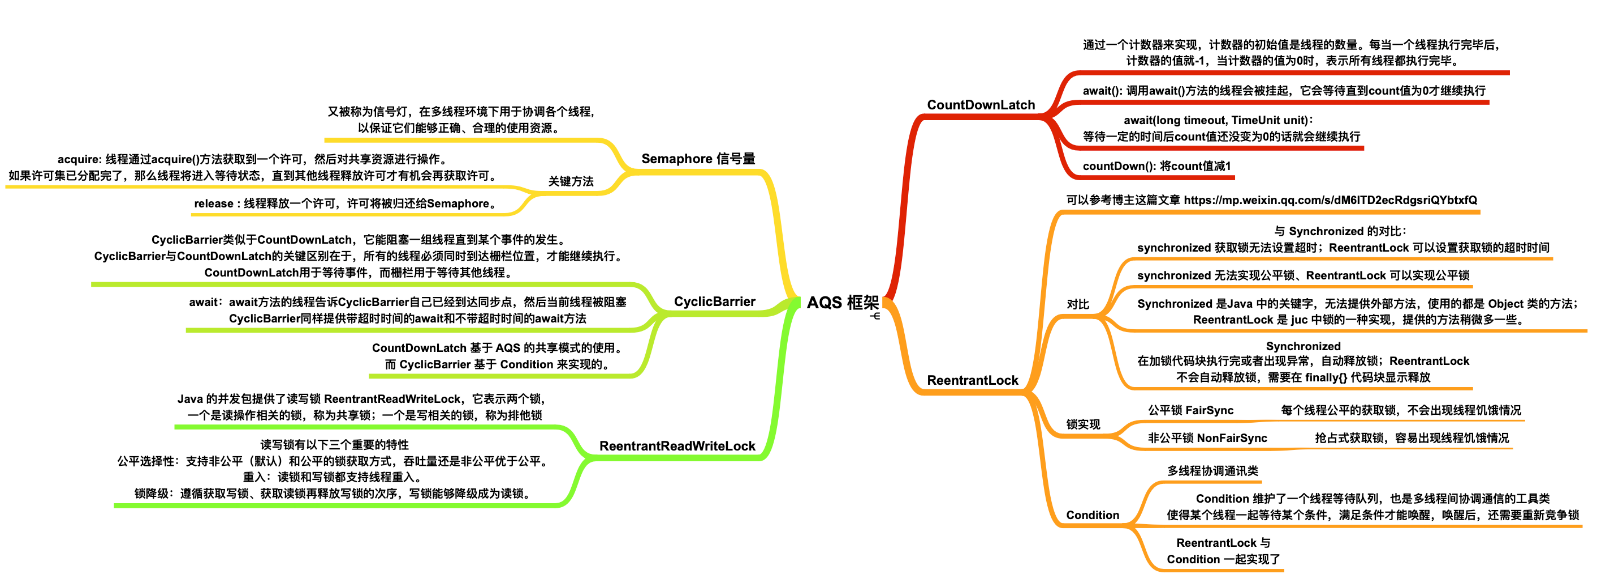 AQS 框架
CountDownLatch
通过一个计数器来实现，计数器的初始值是线程的数量。每当一个线程执行完毕后，
计数器的值就-1，当计数器的值为0时，表示所有线程都执行完毕。
await(): 调用await()方法的线程会被挂起，它会等待直到count值为0才继续执行
await(long timeout, TimeUnit unit)：
等待一定的时间后count值还没变为0的话就会继续执行
countDown(): 将count值减1
ReentrantLock
可以参考博主这篇文章 https://mp.weixin.qq.com/s/dM6ITD2ecRdgsriQYbtxfQ
对比
与 Synchronized 的对比：
synchronized 获取锁无法设置超时；ReentrantLock 可以设置获取锁的超时时间
synchronized 无法实现公平锁、ReentrantLock 可以实现公平锁
Synchronized 是Java 中的关键字，无法提供外部方法，使用的都是 Object 类的方法；
ReentrantLock 是 juc 中锁的一种实现，提供的方法稍微多一些。
Synchronized
在加锁代码块执行完或者出现异常，自动释放锁；ReentrantLock
不会自动释放锁，需要在 finally{} 代码块显示释放
锁实现
公平锁 FairSync
每个线程公平的获取锁，不会出现线程饥饿情况
非公平锁 NonFairSync
抢占式获取锁，容易出现线程饥饿情况
Condition
多线程协调通讯类
Condition 维护了一个线程等待队列，也是多线程间协调通信的工具类
使得某个线程一起等待某个条件，满足条件才能唤醒，唤醒后，还需要重新竞争锁
ReentrantLock 与
Condition 一起实现了
Semaphore 信号量
又被称为信号灯，在多线程环境下用于协调各个线程，
以保证它们能够正确、合理的使用资源。
关键方法
acquire: 线程通过acquire()方法获取到一个许可，然后对共享资源进行操作。
如果许可集已分配完了，那么线程将进入等待状态，直到其他线程释放许可才有机会再获取许可。
release : 线程释放一个许可，许可将被归还给Semaphore。
CyclicBarrier
CyclicBarrier类似于CountDownLatch，它能阻塞一组线程直到某个事件的发生。
CyclicBarrier与CountDownLatch的关键区别在于，所有的线程必须同时到达栅栏位置，才能继续执行。
CountDownLatch用于等待事件，而栅栏用于等待其他线程。
await：await方法的线程告诉CyclicBarrier自己已经到达同步点，然后当前线程被阻塞
CyclicBarrier同样提供带超时时间的await和不带超时时间的await方法
CountDownLatch 基于 AQS 的共享模式的使用。
而 CyclicBarrier 基于 Condition 来实现的。
ReentrantReadWriteLock
Java 的并发包提供了读写锁 ReentrantReadWriteLock，它表示两个锁，
一个是读操作相关的锁，称为共享锁；一个是写相关的锁，称为排他锁
读写锁有以下三个重要的特性
公平选择性：支持非公平（默认）和公平的锁获取方式，吞吐量还是非公平优于公平。
重入：读锁和写锁都支持线程重入。
锁降级：遵循获取写锁、获取读锁再释放写锁的次序，写锁能够降级成为读锁。